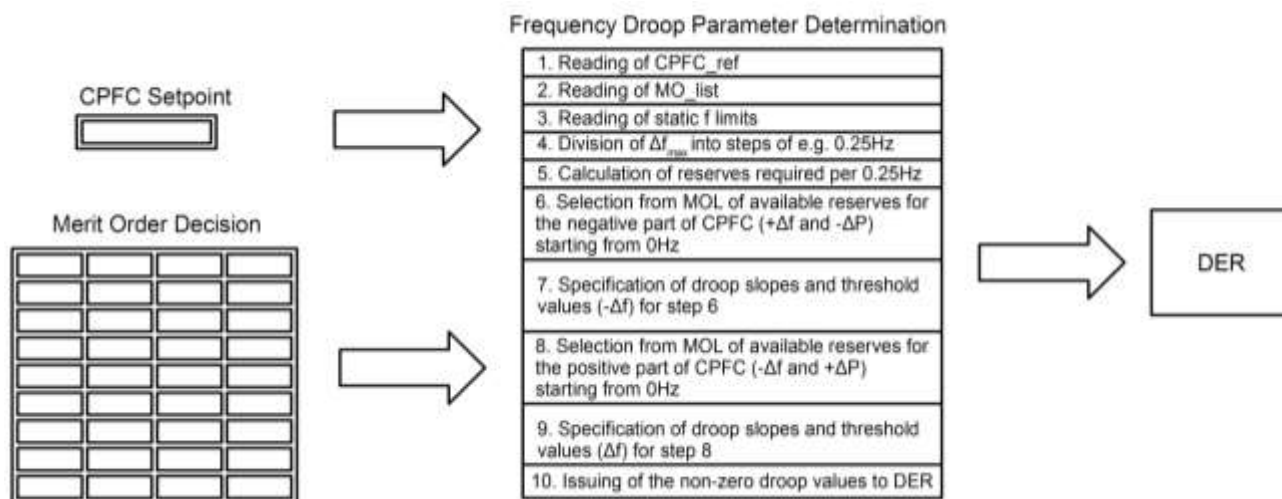 Frequency Droop Parameter Determination
CPFC Setpoint
1. Reading of CPFC_ref
2. Reading of MO_list
3. Reading of static f limits
4. Division of Δfmax into steps of e.g. 0.25Hz
5. Calculation of reserves required per 0.25Hz
6. Selection from MOL of available reserves for
the negative part of CPFC (+Δf and -ΔP)
starting from 0Hz
7. Specification of droop slopes and threshold
values (-Δf) for step 6
8. Selection from MOL of available reserves for
the positive part of CPFC (-Δf and +ΔP)
starting from 0Hz
9. Specification of droop slopes and threshold
values (Δf) for step 8
10. Issuing of the non-zero droop values to DER
Merit Order Decision
DER